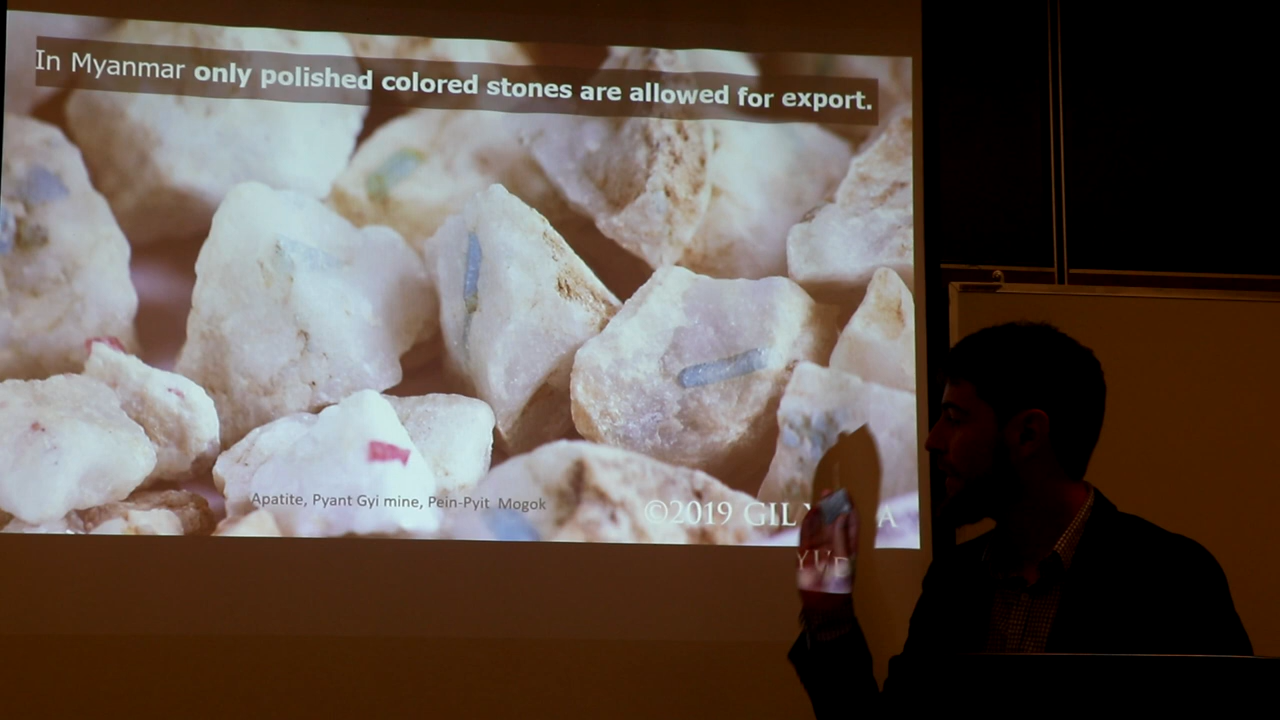 In Myanmar only polished colored stones are allowed for export.
Apatite, Pyant Gyi mine, Pein-Pyit Mogok
©2019 GIL
A
YUD